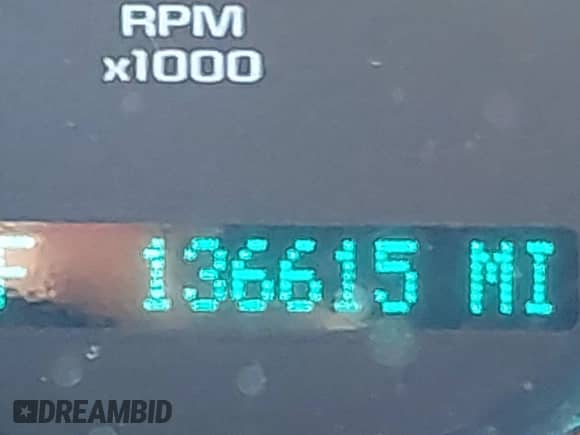 RPM
x1000
F 136615 MI
DREAMBID